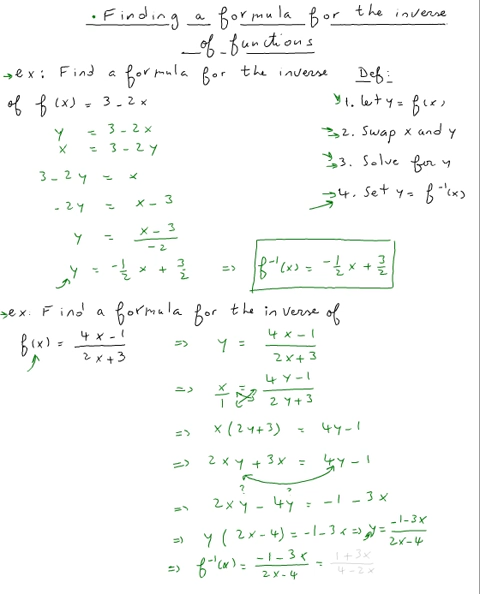 • Finding a formula for the inverse
of functions
→ ex: Find a formula for the inverse
of f(x) = 3 - 2x
Def:
1. Let y = f(x)
2. Swap x and y
3. Solve for y
4. Set y = f⁻¹(x)
y = 3 - 2x
x = 3 - 2y
3 - 2y = x
-2y = x - 3
y = (x - 3)/(-2)
y = -1/2 x + 3/2 => f⁻¹(x) = -1/2 x + 3/2
→ ex. Find a formula for the inverse of
f(x) = (4x - 1)/(2x + 3) => y = (4x - 1)/(2x + 3)
=> x/1 = (4y - 1)/(2y + 3)
=> x(2y+3) = 4y - 1
=> 2xy + 3x = 4y - 1
=> 2xy - 4y = -1 - 3x
=> y(2x - 4) = -1 - 3x => y = (-1 - 3x)/(2x - 4)
=> f⁻¹(x) = (-1 - 3x)/(2x - 4) = (1 + 3x)/(4 - 2x)